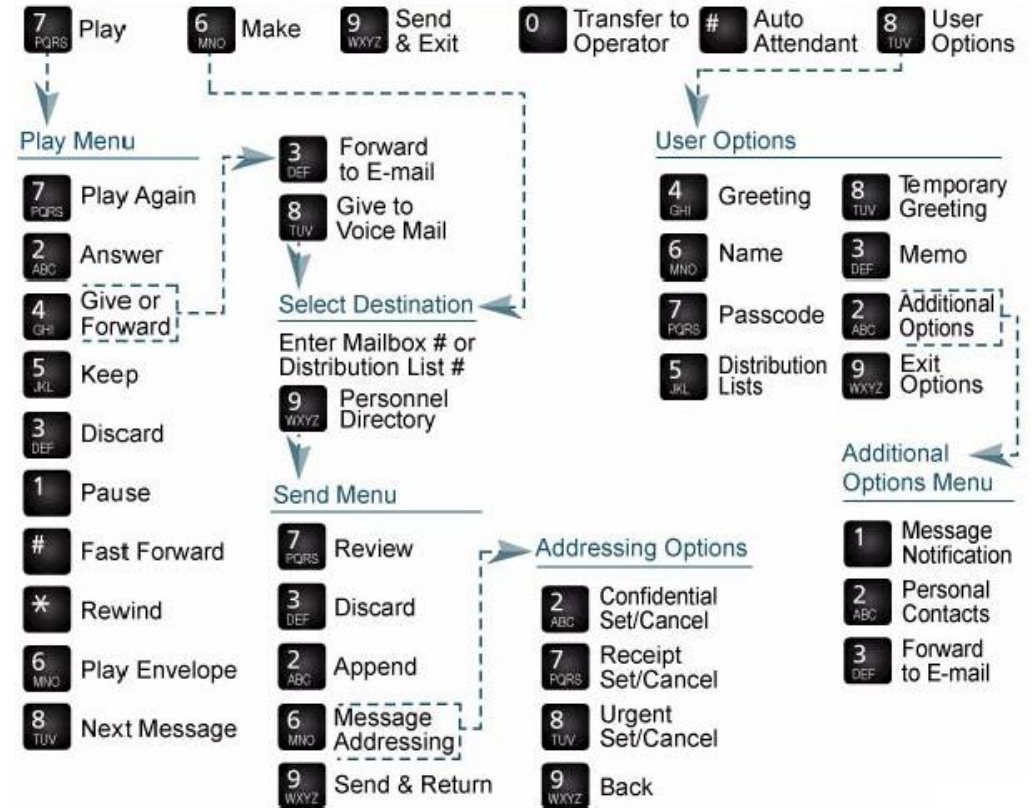 7 PQRS Play
6 MNO Make
9 WXYZ Send & Exit
0 Transfer to Operator
# Auto Attendant
8 TUV User Options
Play Menu
7 PQRS Play Again
2 ABC Answer
4 GHI Give or Forward
5 JKL Keep
3 DEF Discard
1 Pause
# Fast Forward
* Rewind
6 MNO Play Envelope
8 TUV Next Message
3 DEF Forward to E-mail
8 TUV Give to Voice Mail
Select Destination
Enter Mailbox # or
Distribution List #
9 WXYZ Personnel Directory
Send Menu
7 PQRS Review
3 DEF Discard
2 ABC Append
6 MNO Message Addressing
9 WXYZ Send & Return
Addressing Options
2 ABC Confidential Set/Cancel
7 PQRS Receipt Set/Cancel
8 TUV Urgent Set/Cancel
9 WXYZ Back
User Options
4 GHI Greeting
6 MNO Name
7 PQRS Passcode
5 JKL Distribution Lists
8 TUV Temporary Greeting
3 DEF Memo
2 ABC Additional Options
9 WXYZ Exit Options
Additional
Options Menu
1 Message Notification
2 ABC Personal Contacts
3 DEF Forward to E-mail